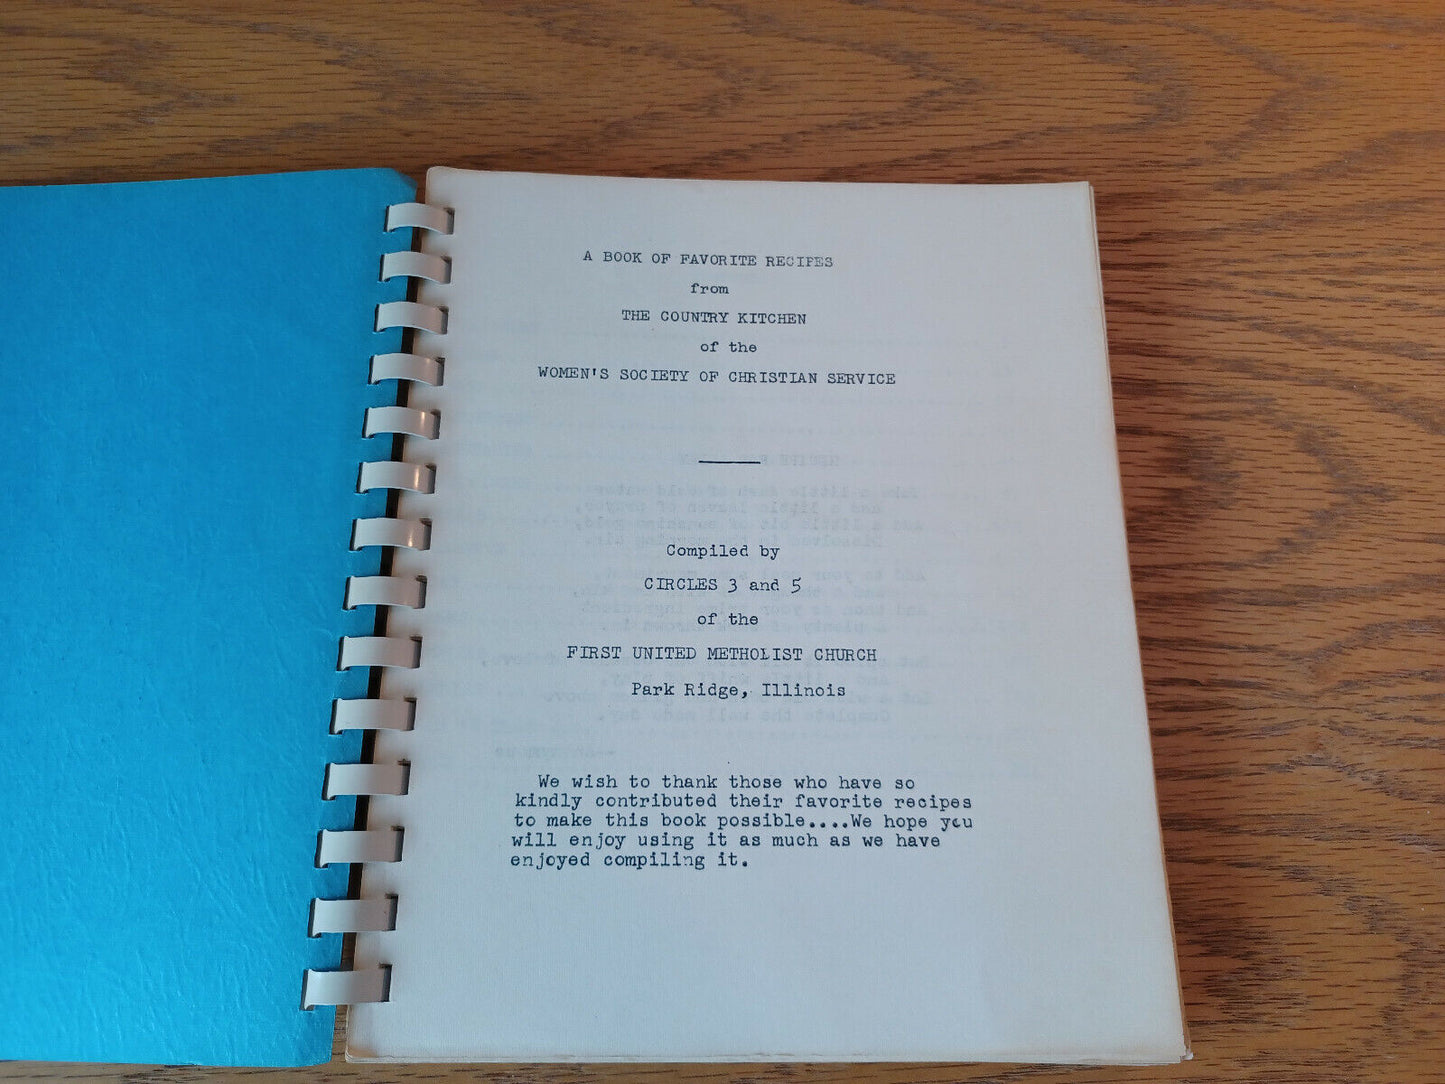 A BOOK OF FAVORITE RECIPES
from
THE COUNTRY KITCHEN
of the
WOMEN'S SOCIETY OF CHRISTIAN SERVICE
Compiled by
CIRCLES 3 and 5
of the
FIRST UNITED METHODIST CHURCH
Park Ridge, Illinois
We wish to thank those who have so
kindly contributed their favorite recipes
to make this book possible....We hope you
will enjoy using it as much as we have
enjoyed compiling it.